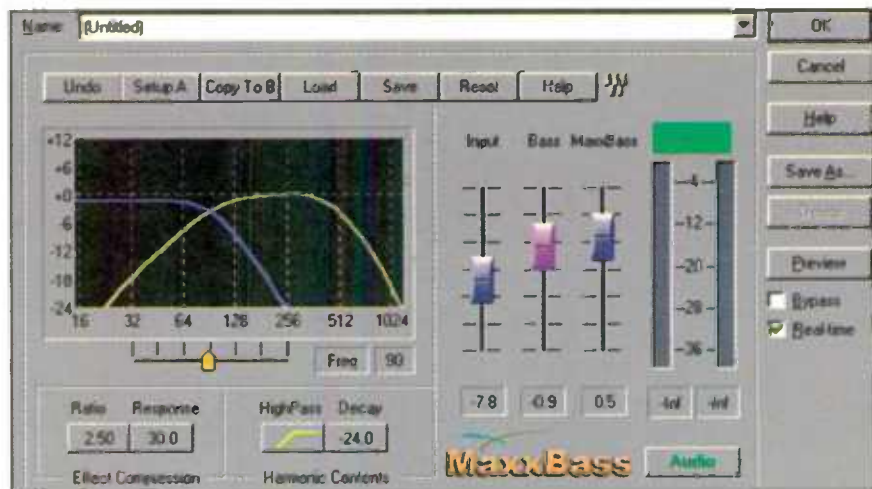 Name [Untitled] OK
Cancel
Undo Setup A Copy To B Load Save Reset Help
Help
Input Bass MaxxBass
+12
+6
+0
6
-12
-18
-24
16 32 64 128 256 512 1024
Freq 90
-4
-12
-20
-28
-36
Save As...
Preview
Bypass
Real-time
-7.8 -0.9 0.5 -Inf -Inf
Ratio Response HighPass Decay
2.50 30.0 -24.0
Effect Compression Harmonic Contents
MaxxBass Audio